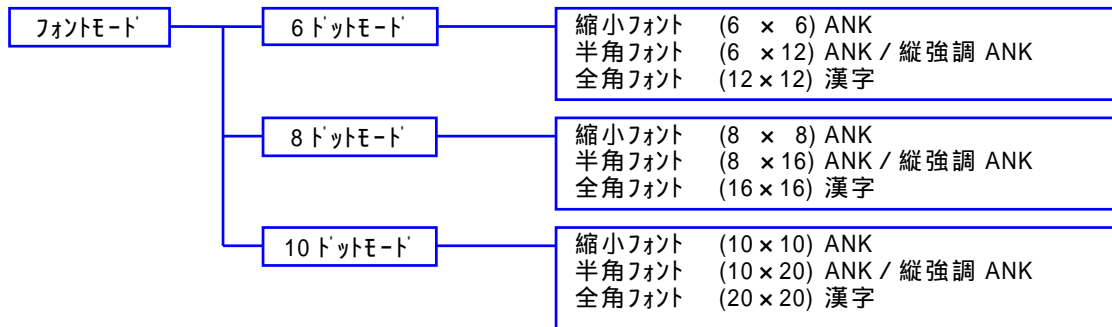 ﾌｫﾝﾄﾓｰﾄﾞ
6 ﾄﾞｯﾄﾓｰﾄﾞ
縮小ﾌｫﾝﾄ (6 × 6) ANK
半角ﾌｫﾝﾄ (6 ×12) ANK / 縦強調 ANK
全角ﾌｫﾝﾄ (12×12) 漢字
8 ﾄﾞｯﾄﾓｰﾄﾞ
縮小ﾌｫﾝﾄ (8 × 8) ANK
半角ﾌｫﾝﾄ (8 ×16) ANK / 縦強調 ANK
全角ﾌｫﾝﾄ (16×16) 漢字
10 ﾄﾞｯﾄﾓｰﾄﾞ
縮小ﾌｫﾝﾄ (10×10) ANK
半角ﾌｫﾝﾄ (10×20) ANK / 縦強調 ANK
全角ﾌｫﾝﾄ (20×20) 漢字